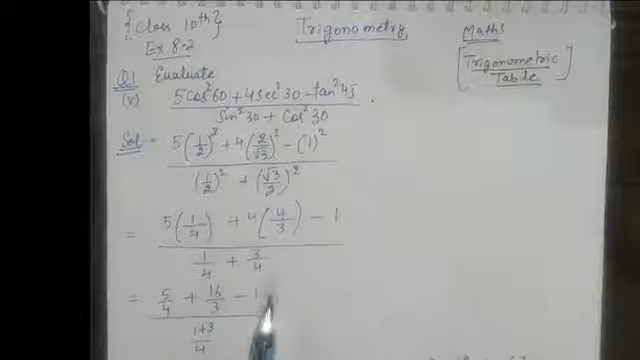 {Class 10th} Trigonometry Maths
Ex 8.2 [Trigonometric Table]
Q1 Evaluate
(v) (5cos²60 + 4sec²30 - tan²45) / (sin²30 + cos²30).
Sol = (5(1/2)² + 4(2/√3)² - (1)²) / ((1/2)² + (√3/2)²)
= (5(1/4) + 4(4/3) - 1) / (1/4 + 3/4)
= (5/4 + 16/3 - 1) / ((1+3)/4)